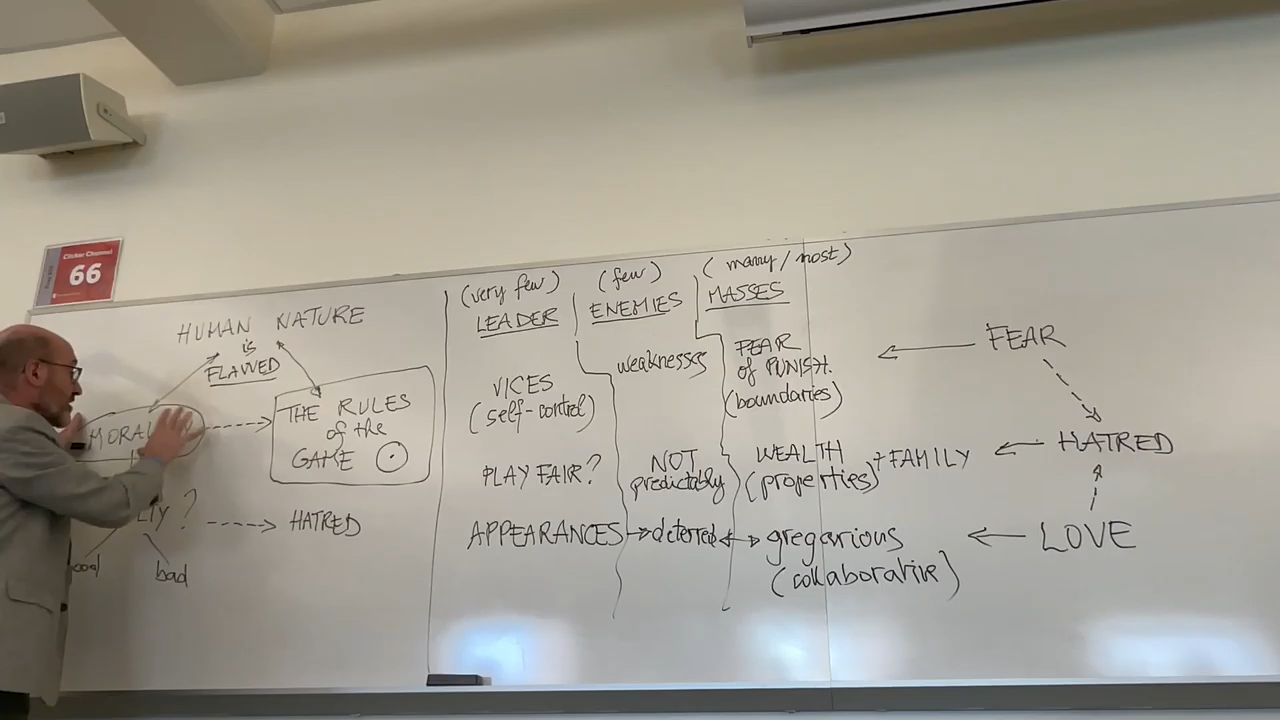 Clicker Channel
66
HUMAN NATURE
is
FLAWED
THE RULES
of the
GAME
HATRED
bad
(very few)
LEADER
VICES
(self-control)
PLAY FAIR?
APPEARANCES
(few)
ENEMIES
weaknesses
NOT
predictably
deterred
(many/most)
MASSES
FEAR
of PUNISH.
(boundaries)
WEALTH
(properties)
+FAMILY
gregarious
(collaborative)
FEAR
HATRED
LOVE